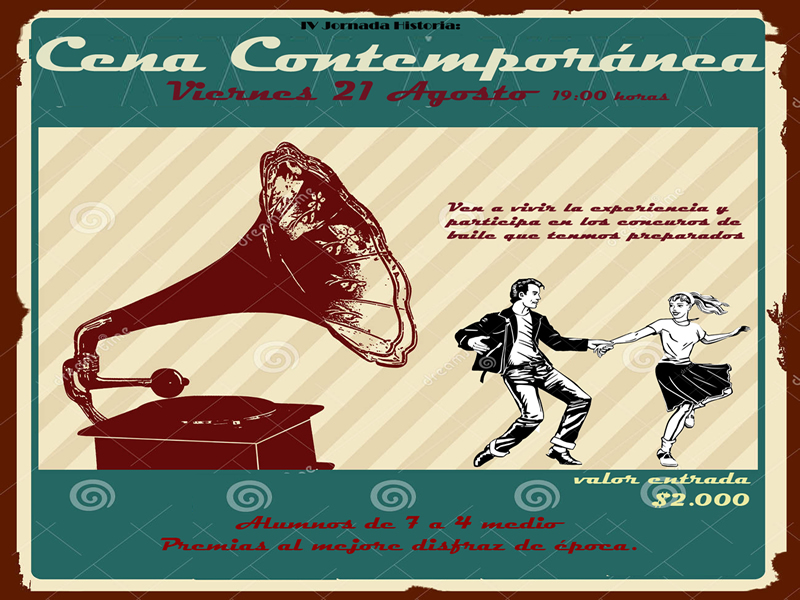 IV Jornada Historia:
Cena Contemporánea
Viernes 21 Agosto 19:00 horas
Ven a vivir la experiencia y
participa en los concuros de
baile que tenmos preparados
valor entrada
$2.000
Alumnos de 7 a 4 medio
Premias al mejore disfraz de época.